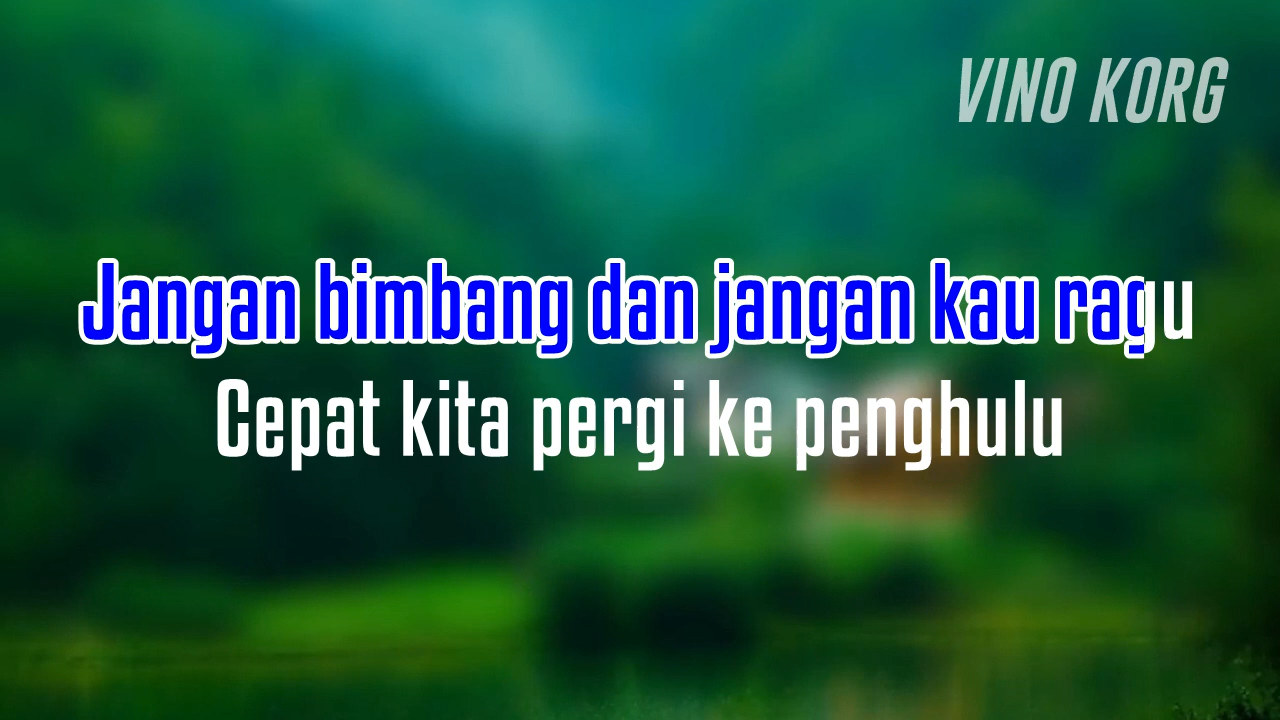 VINO KORG
Jangan bimbang dan jangan kau ragu
Cepat kita pergi ke penghulu